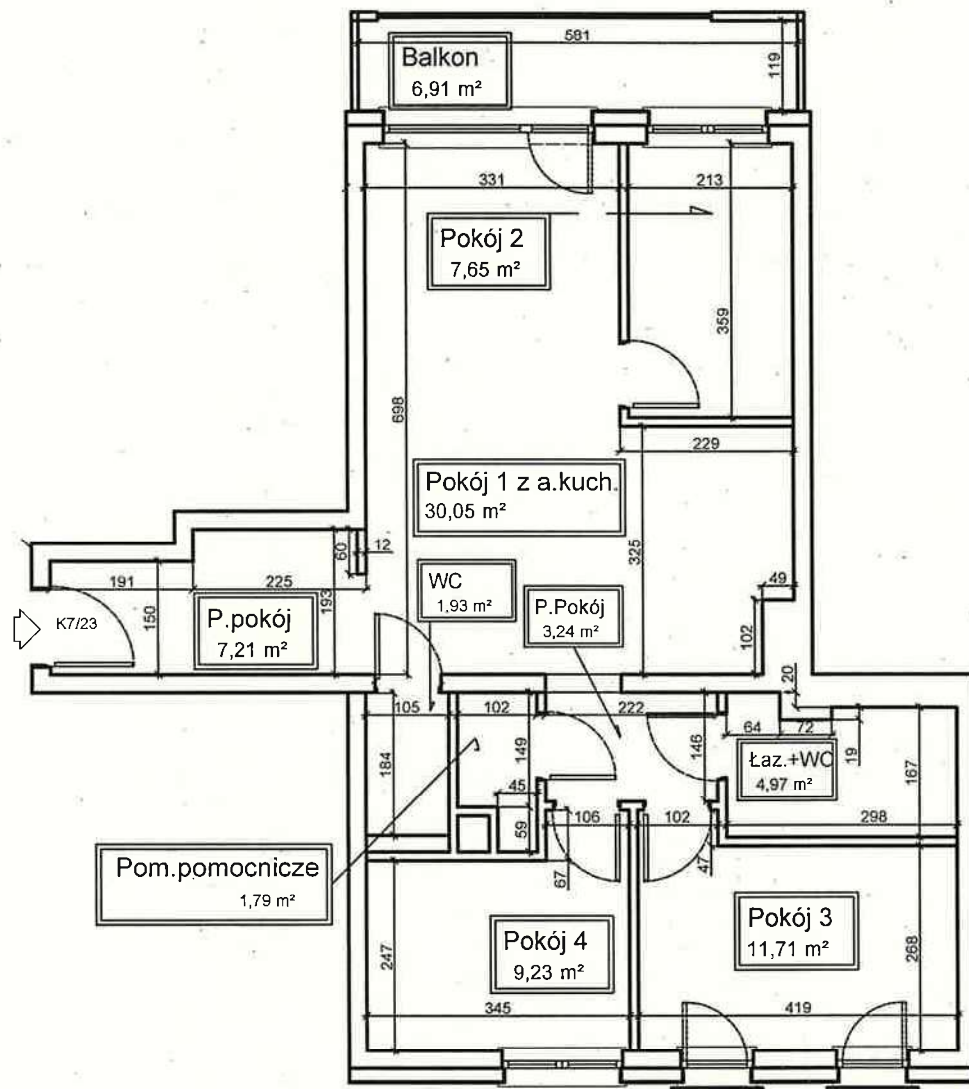 581
Balkon
6,91 m²
119
331
213
Pokój 2
7,65 m²
359
698
229
Pokój 1 z a.kuch.
30,05 m²
325
60
12
191
225
193
150
K7/23
P.pokój
7,21 m²
WC
1,93 m²
P.Pokój
3,24 m²
49
102
20
105
102
222
64
72
19
184
149
146
Łaz.+WC
4,97 m²
167
45
59
106
102
298
67
47
Pom.pomocnicze
1,79 m²
247
Pokój 4
9,23 m²
Pokój 3
11,71 m²
268
345
419